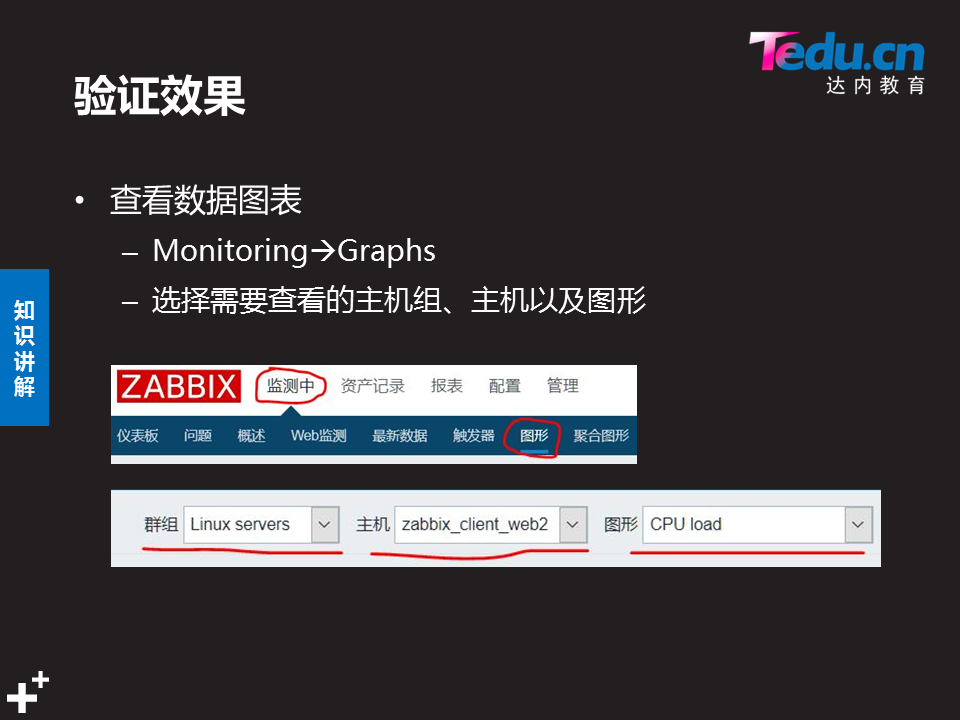 Tedu.cn
达内教育
验证效果
• 查看数据图表
– Monitoring→Graphs
– 选择需要查看的主机组、主机以及图形
知识讲解
ZABBIX 监测中 资产记录 报表 配置 管理
仪表板 问题 概述 Web监测 最新数据 触发器 图形 聚合图形
群组 Linux servers 主机 zabbix_client_web2 图形 CPU load